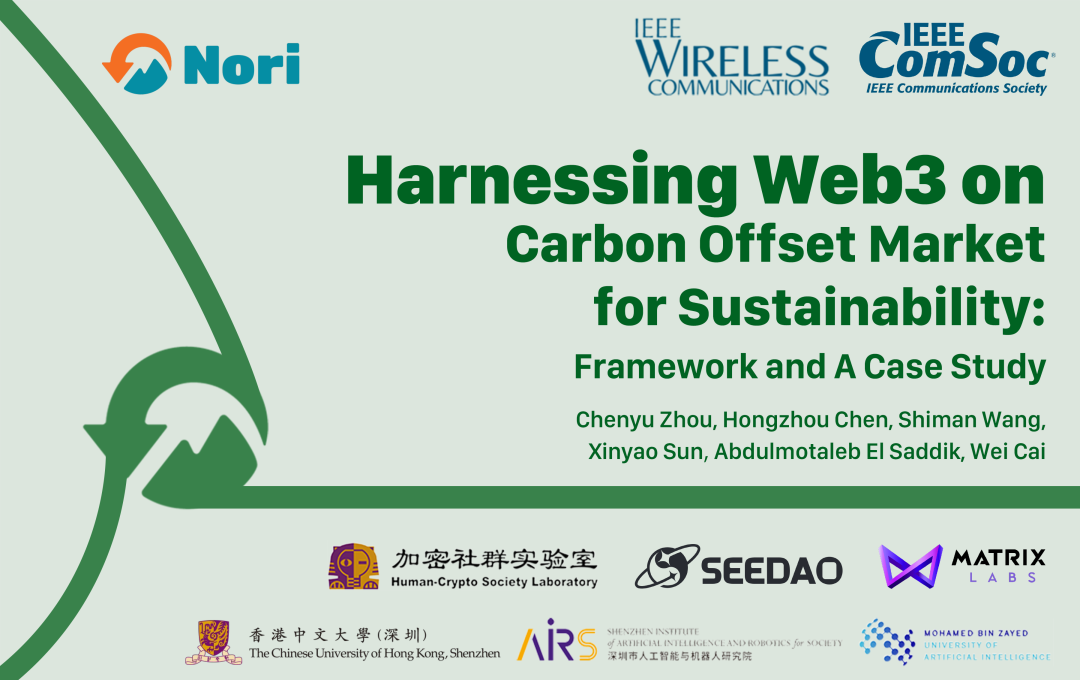 Nori
IEEE
WIRELESS
COMMUNICATIONS
IEEE
ComSoc®
IEEE Communications Society
Harnessing Web3 on
Carbon Offset Market
for Sustainability:
Framework and A Case Study
Chenyu Zhou, Hongzhou Chen, Shiman Wang,
Xinyao Sun, Abdulmotaleb El Saddik, Wei Cai
加密社群实验室
Human-Crypto Society Laboratory
SEEDAO
MATRIX
LABS
香港中文大學(深圳)
The Chinese University of Hong Kong, Shenzhen
AIRS
SHENZHEN INSTITUTE
of ARTIFICIAL INTELLIGENCE AND ROBOTICS for SOCIETY
深圳市人工智能与机器人研究院
MOHAMED BIN ZAYED
UNIVERSITY OF
ARTIFICIAL INTELLIGENCE